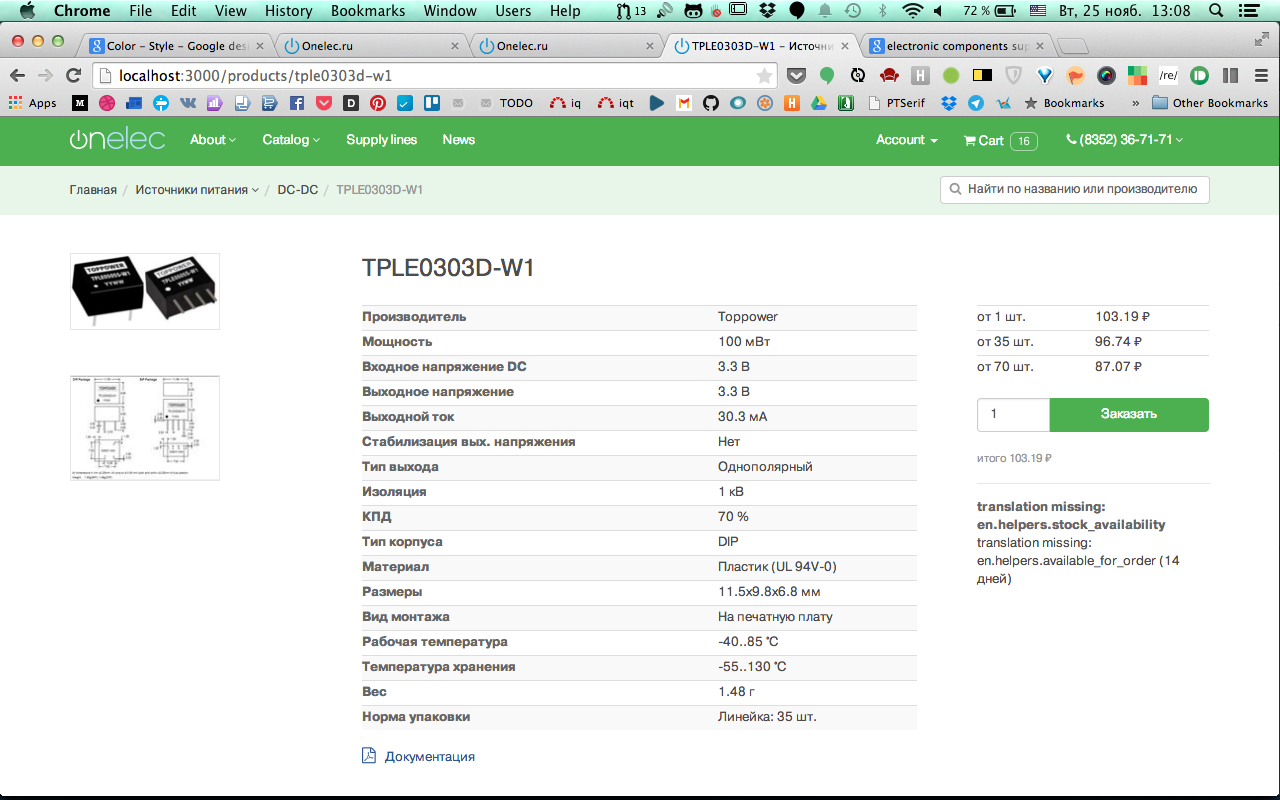 Chrome File Edit View History Bookmarks Window Users Help 13 72 % Вт, 25 нояб. 13:08
Color – Style – Google des Onelec.ru Onelec.ru TPLE0303D-W1 – Источни electronic components sup
localhost:3000/products/tple0303d-w1
Apps TODO iq iqt /re/ PTSerif Bookmarks » Other Bookmarks
onelec About Catalog Supply lines News Account Cart 16 (8352) 36-71-71
Главная / Источники питания / DC-DC / TPLE0303D-W1 Найти по названию или производителю
TPLE0303D-W1
TOPPOWER
TPLE0505S-W1
YYWW
TOPPOWER
YYWW
Производитель Toppower
Мощность 100 мВт
Входное напряжение DC 3.3 В
Выходное напряжение 3.3 В
Выходной ток 30.3 мА
Стабилизация вых. напряжения Нет
Тип выхода Однополярный
Изоляция 1 кВ
КПД 70 %
Тип корпуса DIP
Материал Пластик (UL 94V-0)
Размеры 11.5x9.8x6.8 мм
Вид монтажа На печатную плату
Рабочая температура -40..85 °C
Температура хранения -55..130 °C
Вес 1.48 г
Норма упаковки Линейка: 35 шт.
Документация
от 1 шт. 103.19 ₽
от 35 шт. 96.74 ₽
от 70 шт. 87.07 ₽
1 Заказать
итого 103.19 ₽
translation missing:
en.helpers.stock_availability
translation missing:
en.helpers.available_for_order (14
дней)